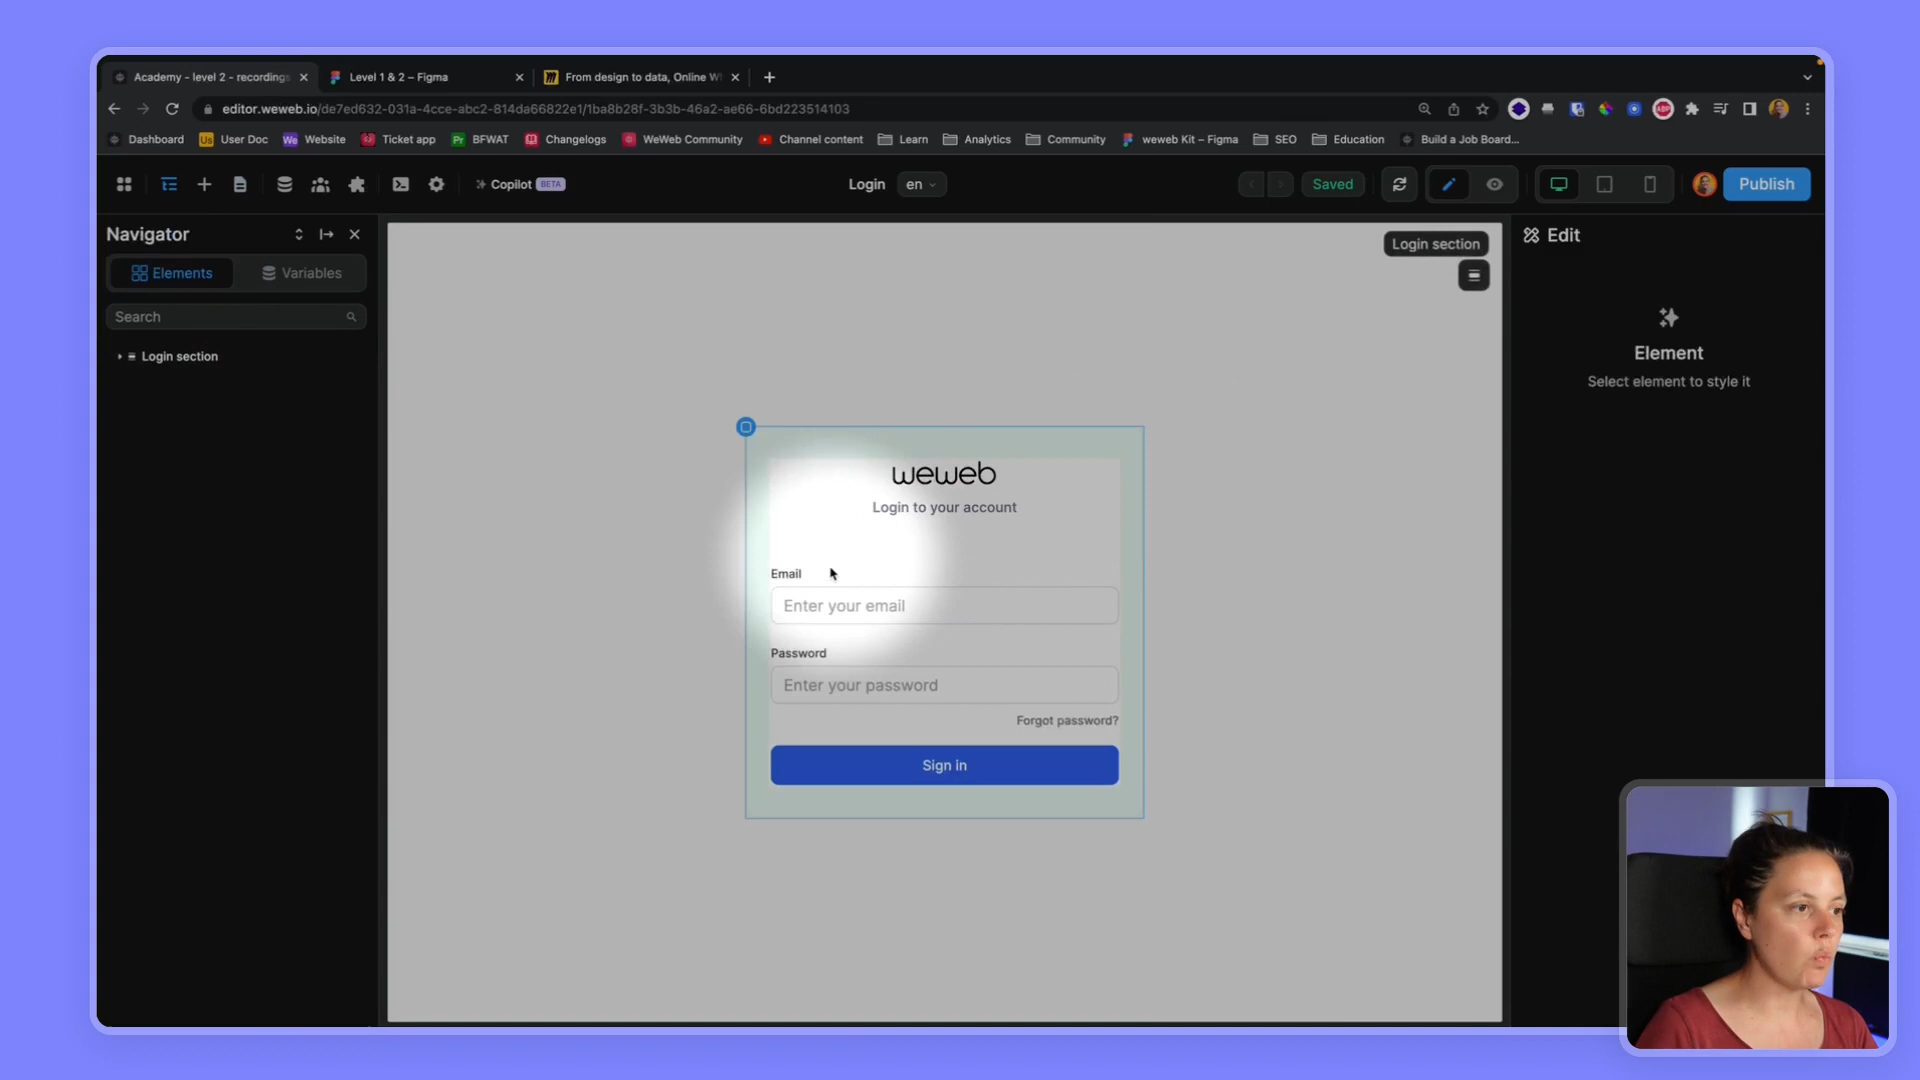 Academy - level 2 - recordings
Level 1 & 2 – Figma
From design to data, Online W
editor.weweb.io/de7ed632-031a-4cce-abc2-814da66822e1/1ba8b28f-3b3b-46a2-ae66-6bd223514103
Dashboard
Us User Doc
We Website
Ticket app
Pr BFWAT
Changelogs
WeWeb Community
Channel content
Learn
Analytics
Community
weweb Kit – Figma
SEO
Education
Build a Job Board...
Copilot BETA
Login
en
Saved
Publish
Navigator
Elements
Variables
Search
Login section
Login section
Edit
Element
Select element to style it
weweb
Login to your account
Email
Enter your email
Password
Enter your password
Forgot password?
Sign in